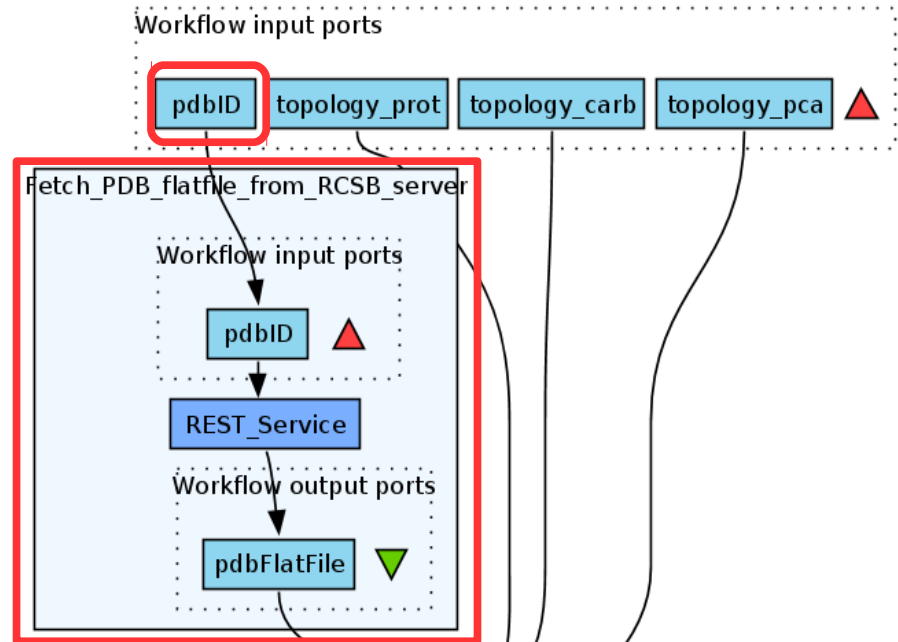 Workflow input ports
pdbID topology_prot topology_carb topology_pca
Fetch_PDB_flatfile_from_RCSB_server
Workflow input ports
pdbID
REST_Service
Workflow output ports
pdbFlatFile